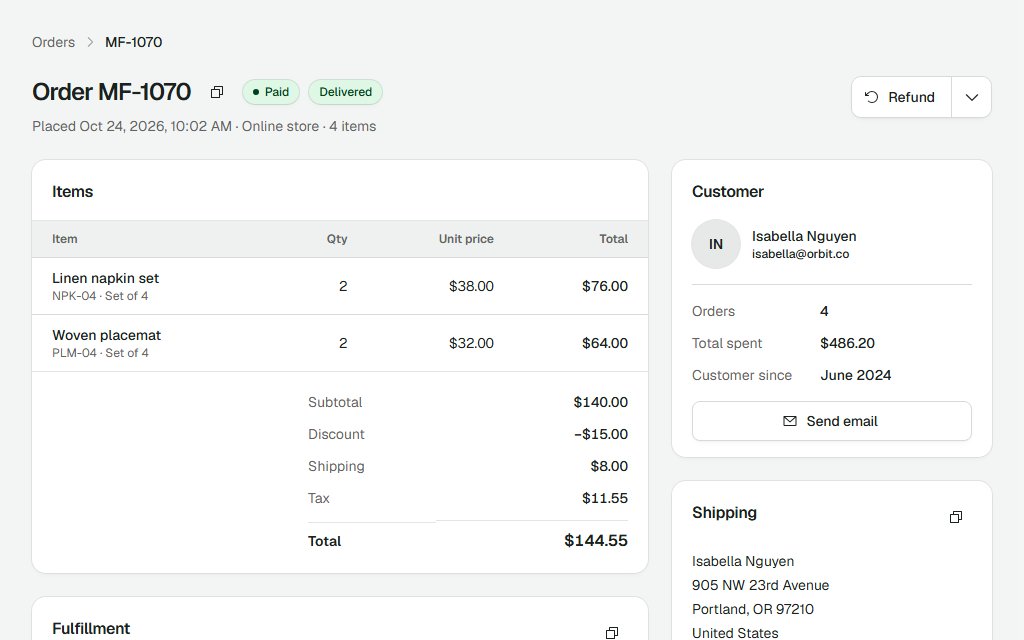 Orders > MF-1070
Order MF-1070 Paid Delivered
Refund
Placed Oct 24, 2026, 10:02 AM · Online store · 4 items
Items
Item Qty Unit price Total
Linen napkin set
NPK-04 · Set of 4
2 $38.00 $76.00
Woven placemat
PLM-04 · Set of 4
2 $32.00 $64.00
Subtotal $140.00
Discount −$15.00
Shipping $8.00
Tax $11.55
Total $144.55
Fulfillment
Customer
IN
Isabella Nguyen
isabella@orbit.co
Orders 4
Total spent $486.20
Customer since June 2024
Send email
Shipping
Isabella Nguyen
905 NW 23rd Avenue
Portland, OR 97210
United States